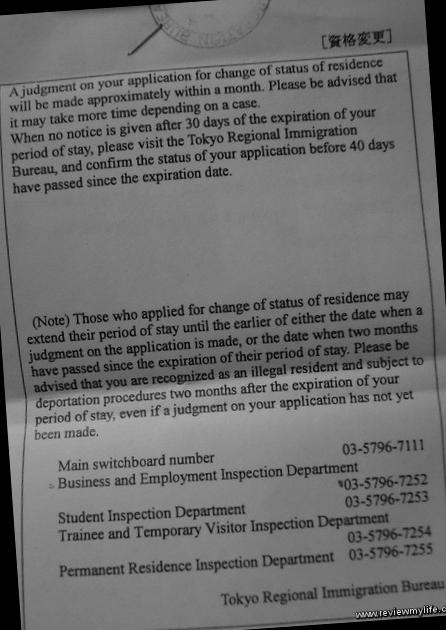 [資格変更]
A judgment on your application for change of status of residence
will be made approximately within a month. Please be advised that
it may take more time depending on a case.
When no notice is given after 30 days of the expiration of your
period of stay, please visit the Tokyo Regional Immigration
Bureau, and confirm the status of your application before 40 days
have passed since the expiration date.
(Note) Those who applied for change of status of residence may
extend their period of stay until the earlier of either the date when a
judgment on the application is made, or the date when two months
have passed since the expiration of their period of stay. Please be
advised that you are recognized as an illegal resident and subject to
deportation procedures two months after the expiration of your
period of stay, even if a judgment on your application has not yet
been made.
Main switchboard number 03-5796-7111
Business and Employment Inspection Department
03-5796-7252
Student Inspection Department 03-5796-7253
Trainee and Temporary Visitor Inspection Department
03-5796-7254
Permanent Residence Inspection Department 03-5796-7255
Tokyo Regional Immigration Bureau
www.reviewmylife.c